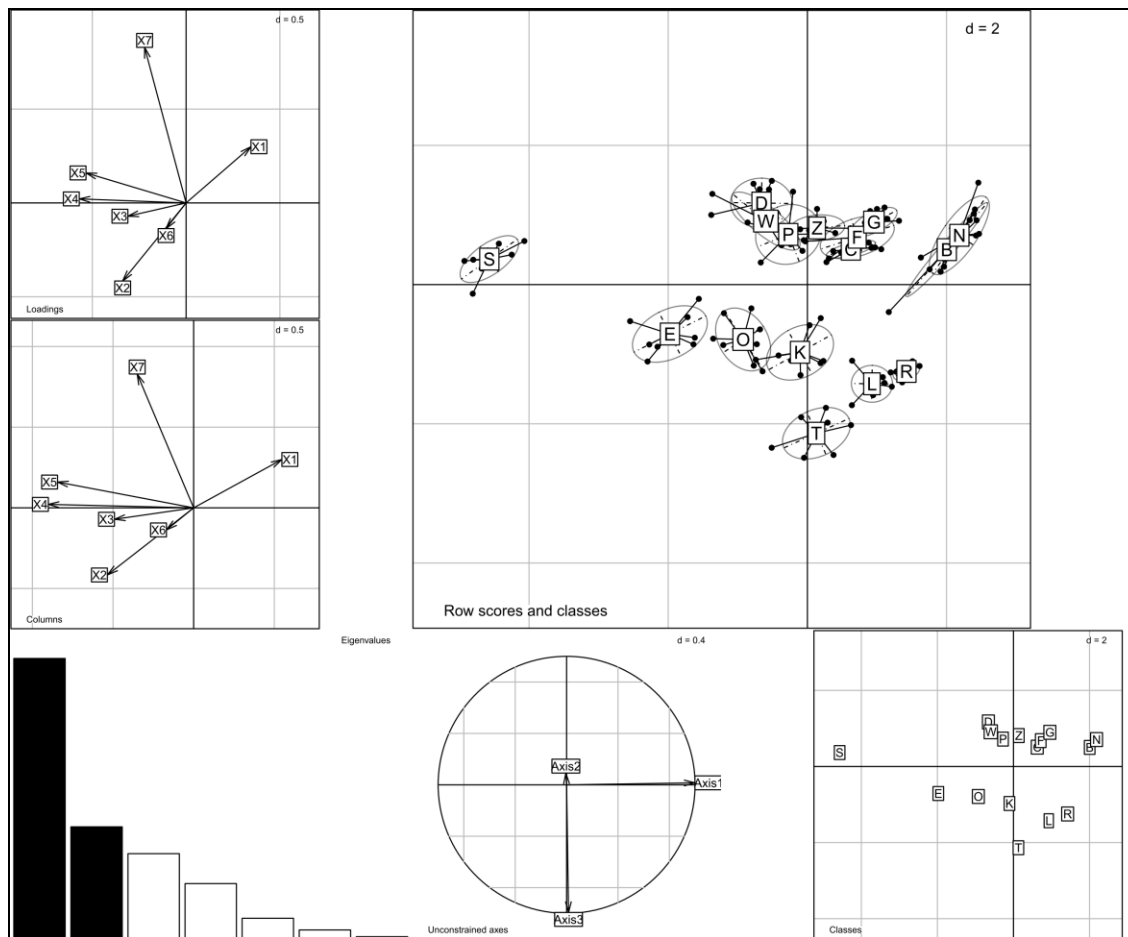 d = 0.5
X7
X1
X5
X4
X3
X6
X2
Loadings
d = 0.5
X7
X1
X5
X4
X3
X6
X2
Columns
d = 2
D
W
P
Z
G
F
C
N
B
S
E
O
K
L
R
T
Row scores and classes
Eigenvalues
d = 0.4
Axis2
Axis1
Axis3
Unconstrained axes
d = 2
D
W
P
Z
G
F
C
N
B
S
E
O
K
R
L
T
Classes